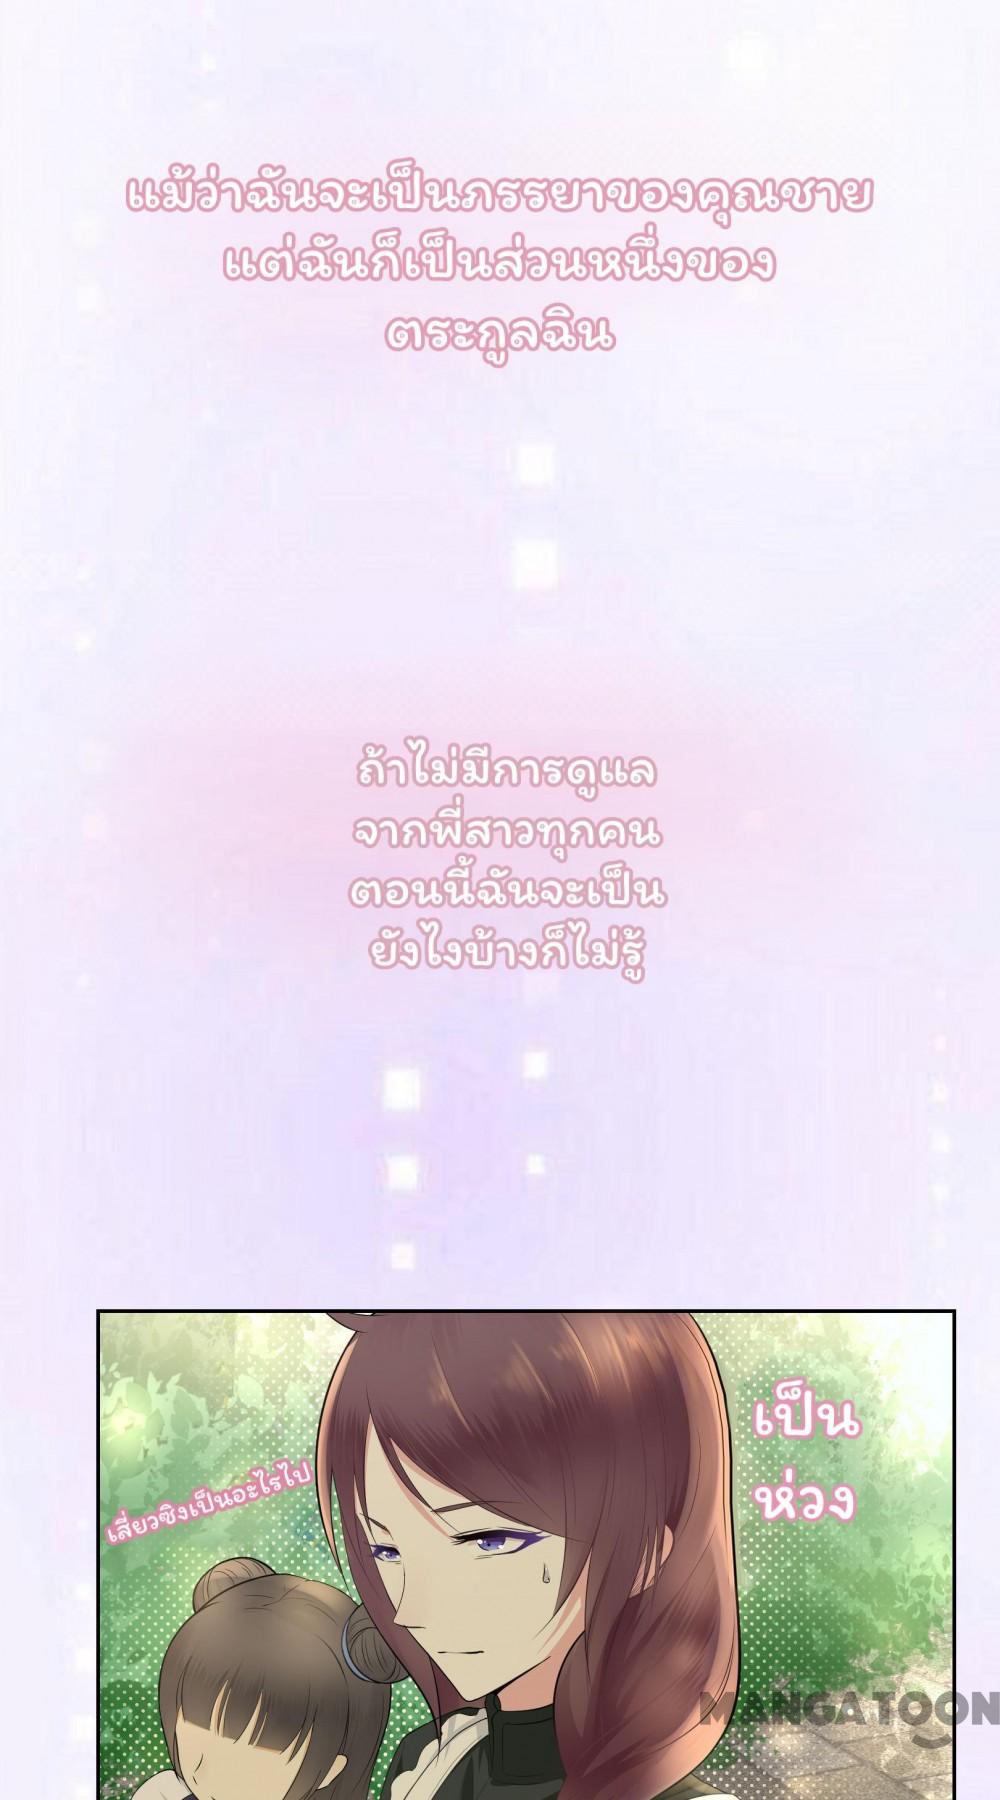 แม้ว่าฉันจะเป็นภรรยาของคุณชาย
แต่ฉันก็เป็นส่วนหนึ่งของ
ตระกูลฉิน
ถ้าไม่มีการดูแล
จากพี่สาวทุกคน
ตอนนี้ฉันจะเป็น
ยังไงบ้างก็ไม่รู้
เป็น
ห่วง
เสี่ยวซิงเป็นอะไรไป
MANGATOON